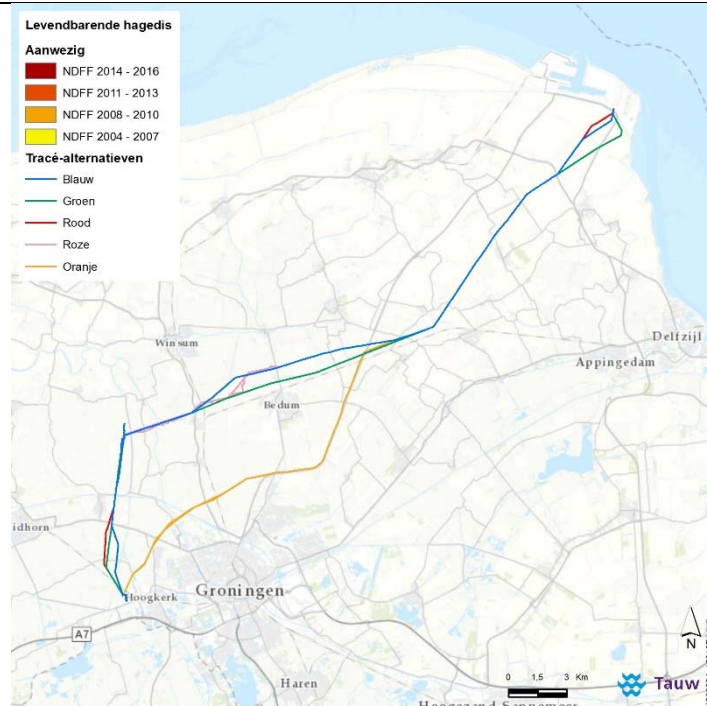 Levendbarende hagedis
Aanwezig
NDFF 2014 - 2016
NDFF 2011 - 2013
NDFF 2008 - 2010
NDFF 2004 - 2007
Tracé-alternatieven
Blauw
Groen
Rood
Roze
Oranje
Winsum
Delfzijl
Appingedam
Bedum
idhorn
Groningen
Hoogkerk
A7
Haren
N
0 1,5 3 Km
Tauw